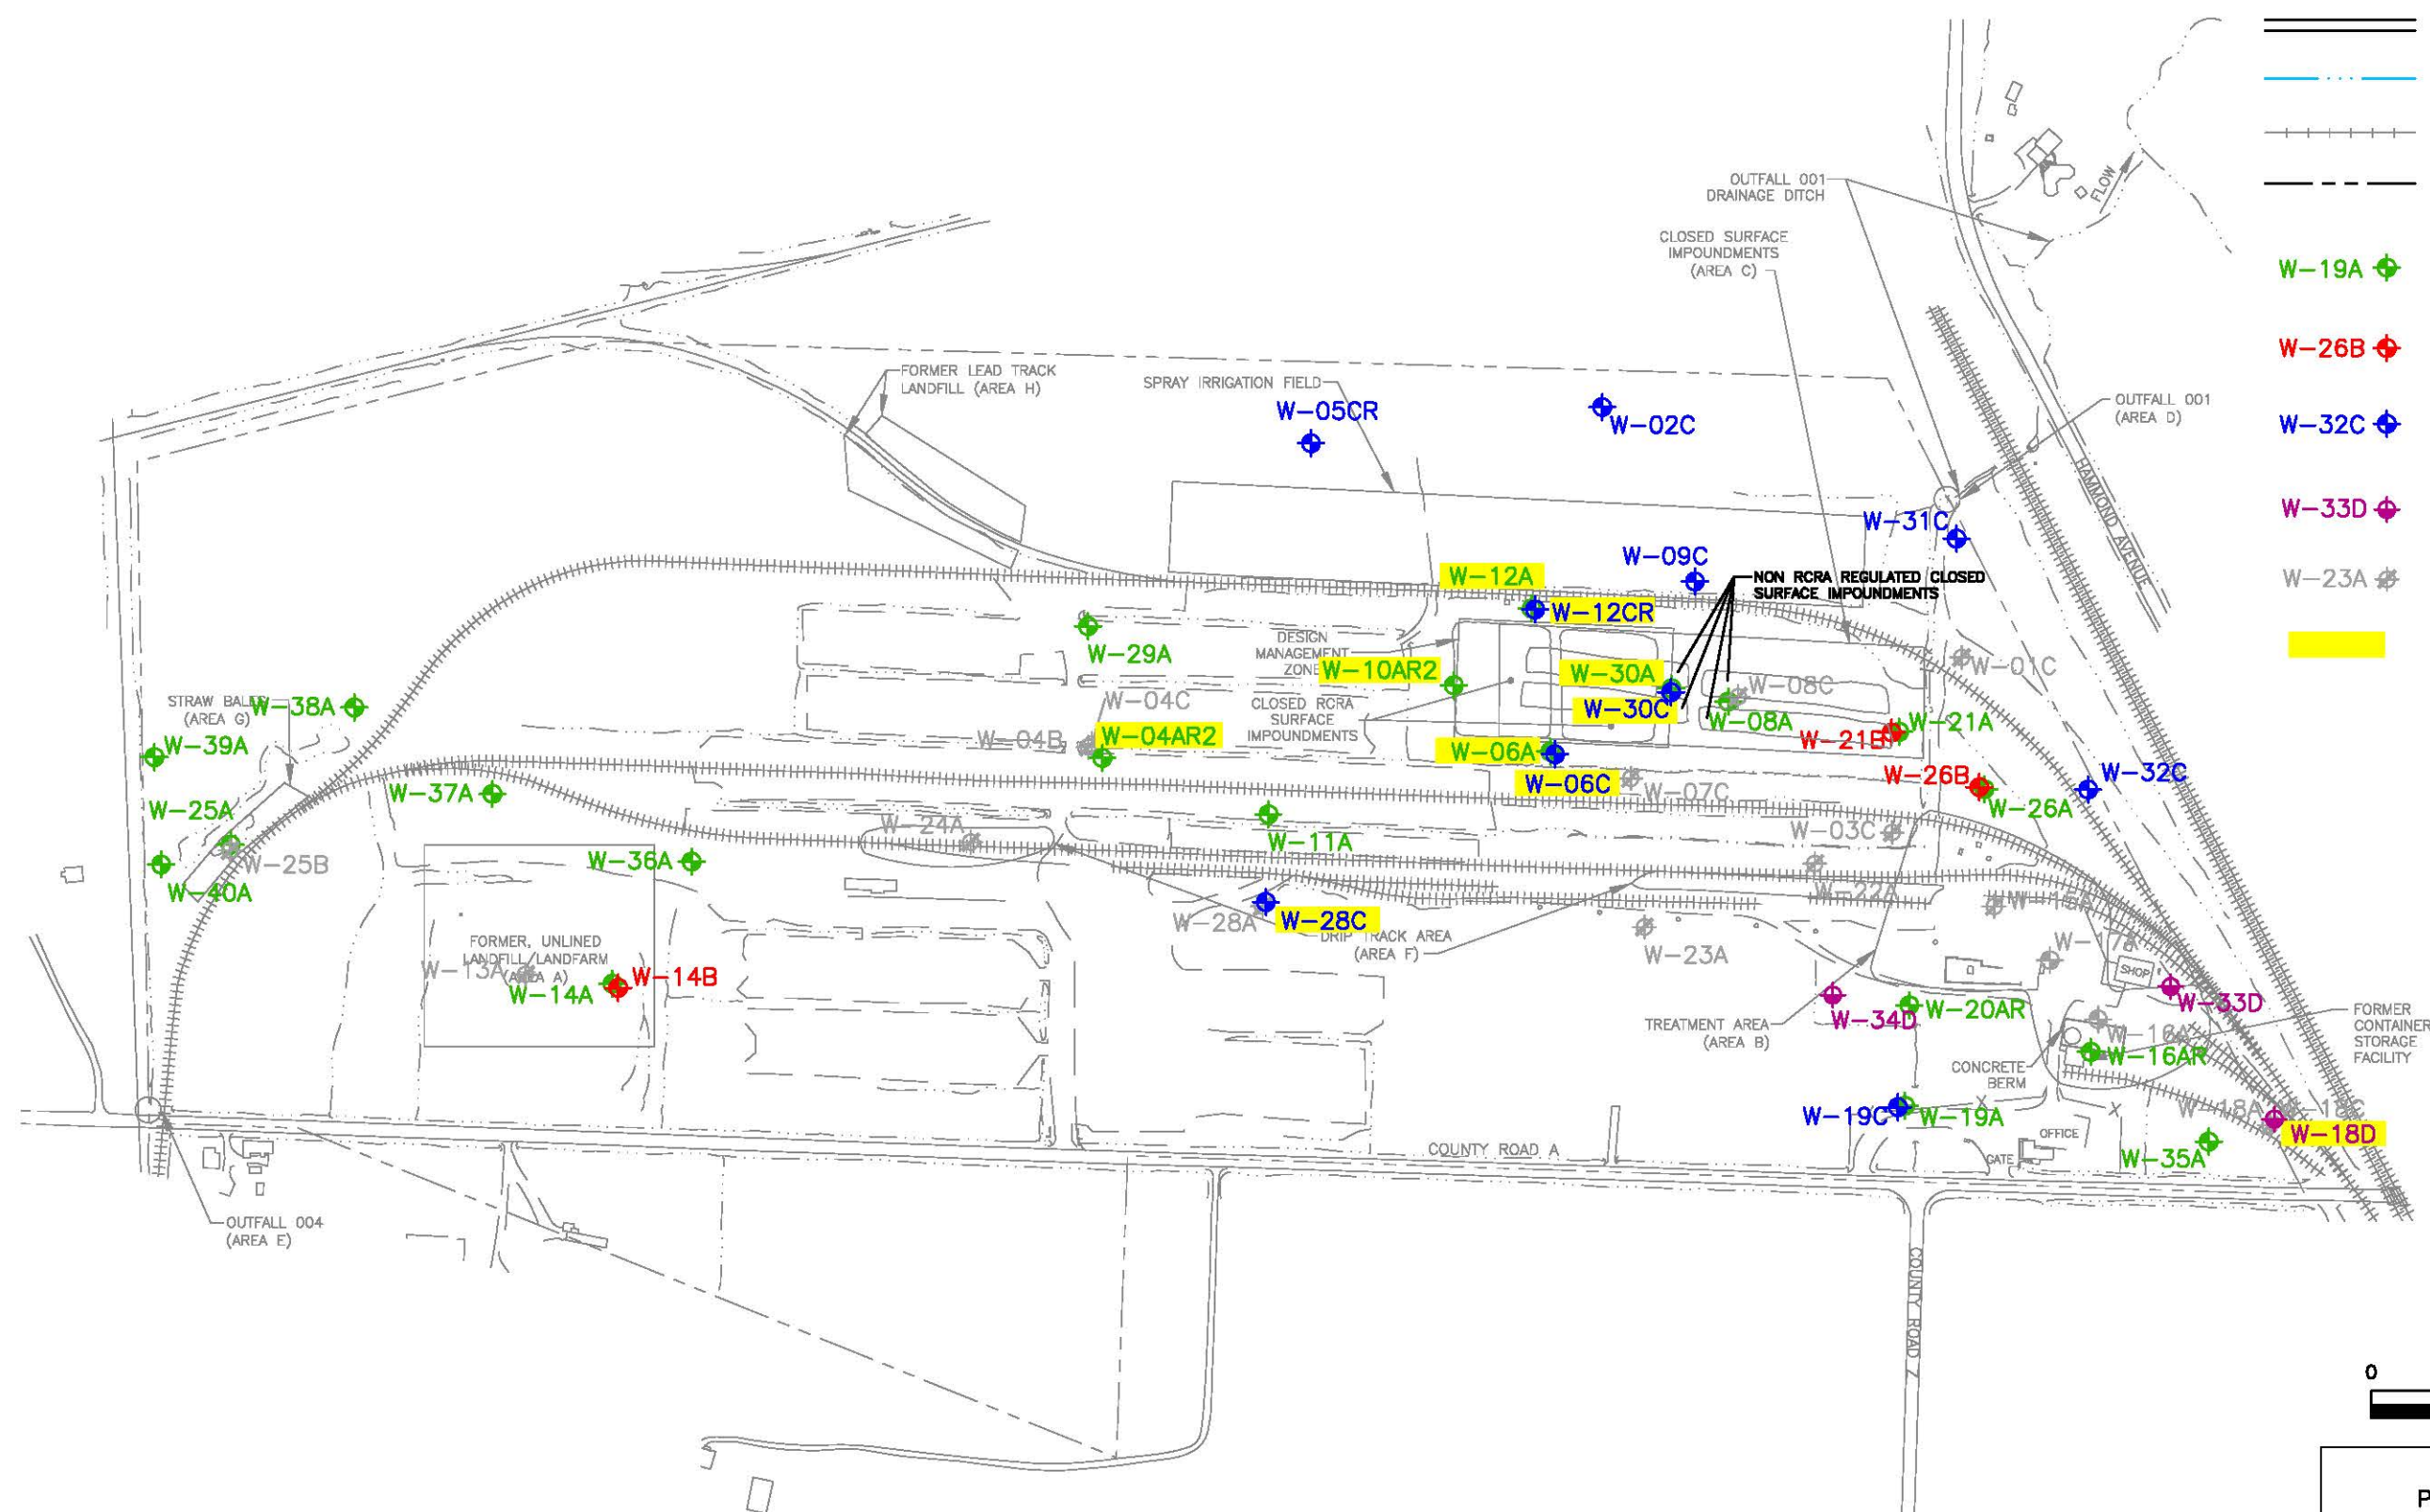 OUTFALL 001
DRAINAGE DITCH
FLOW
CLOSED SURFACE
IMPOUNDMENTS
(AREA C)
W-19A
W-26B
W-32C
W-33D
W-23A
FORMER LEAD TRACK
LANDFILL (AREA H)
SPRAY IRRIGATION FIELD
W-05CR
W-02C
OUTFALL 001
(AREA D)
HAMMOND AVENUE
W-31C
W-09C
W-12A
NON RCRA REGULATED CLOSED
SURFACE IMPOUNDMENTS
W-12CR
W-29A
DESIGN
MANAGEMENT
ZONE
W-10AR2
W-30A
W-30C
W-08C
W-08A
W-01C
STRAW BALES
(AREA G)
W-38A
W-39A
W-04C
W-04B
W-04AR2
CLOSED RCRA
SURFACE
IMPOUNDMENTS
W-06A
W-06C
W-07C
W-21B
W-21A
W-26B
W-26A
W-32C
W-37A
W-25A
W-25B
W-40A
W-36A
W-24A
W-11A
W-03C
W-22A
W-28A
W-28C
DRIP TRACK AREA
(AREA F)
W-23A
W-17A
FORMER, UNLINED
LANDFILL/LANDFARM
(AREA A)
W-13A
W-14A
W-14B
SHOP
W-33D
W-34D
W-20AR
TREATMENT AREA
(AREA B)
W-16A
W-16AR
CONCRETE
BERM
FORMER
CONTAINER
STORAGE
FACILITY
W-19C
W-19A
W-18A
W-18D
OFFICE
GATE
W-35A
COUNTY ROAD A
OUTFALL 004
(AREA E)
COUNTY ROAD Z
0
P